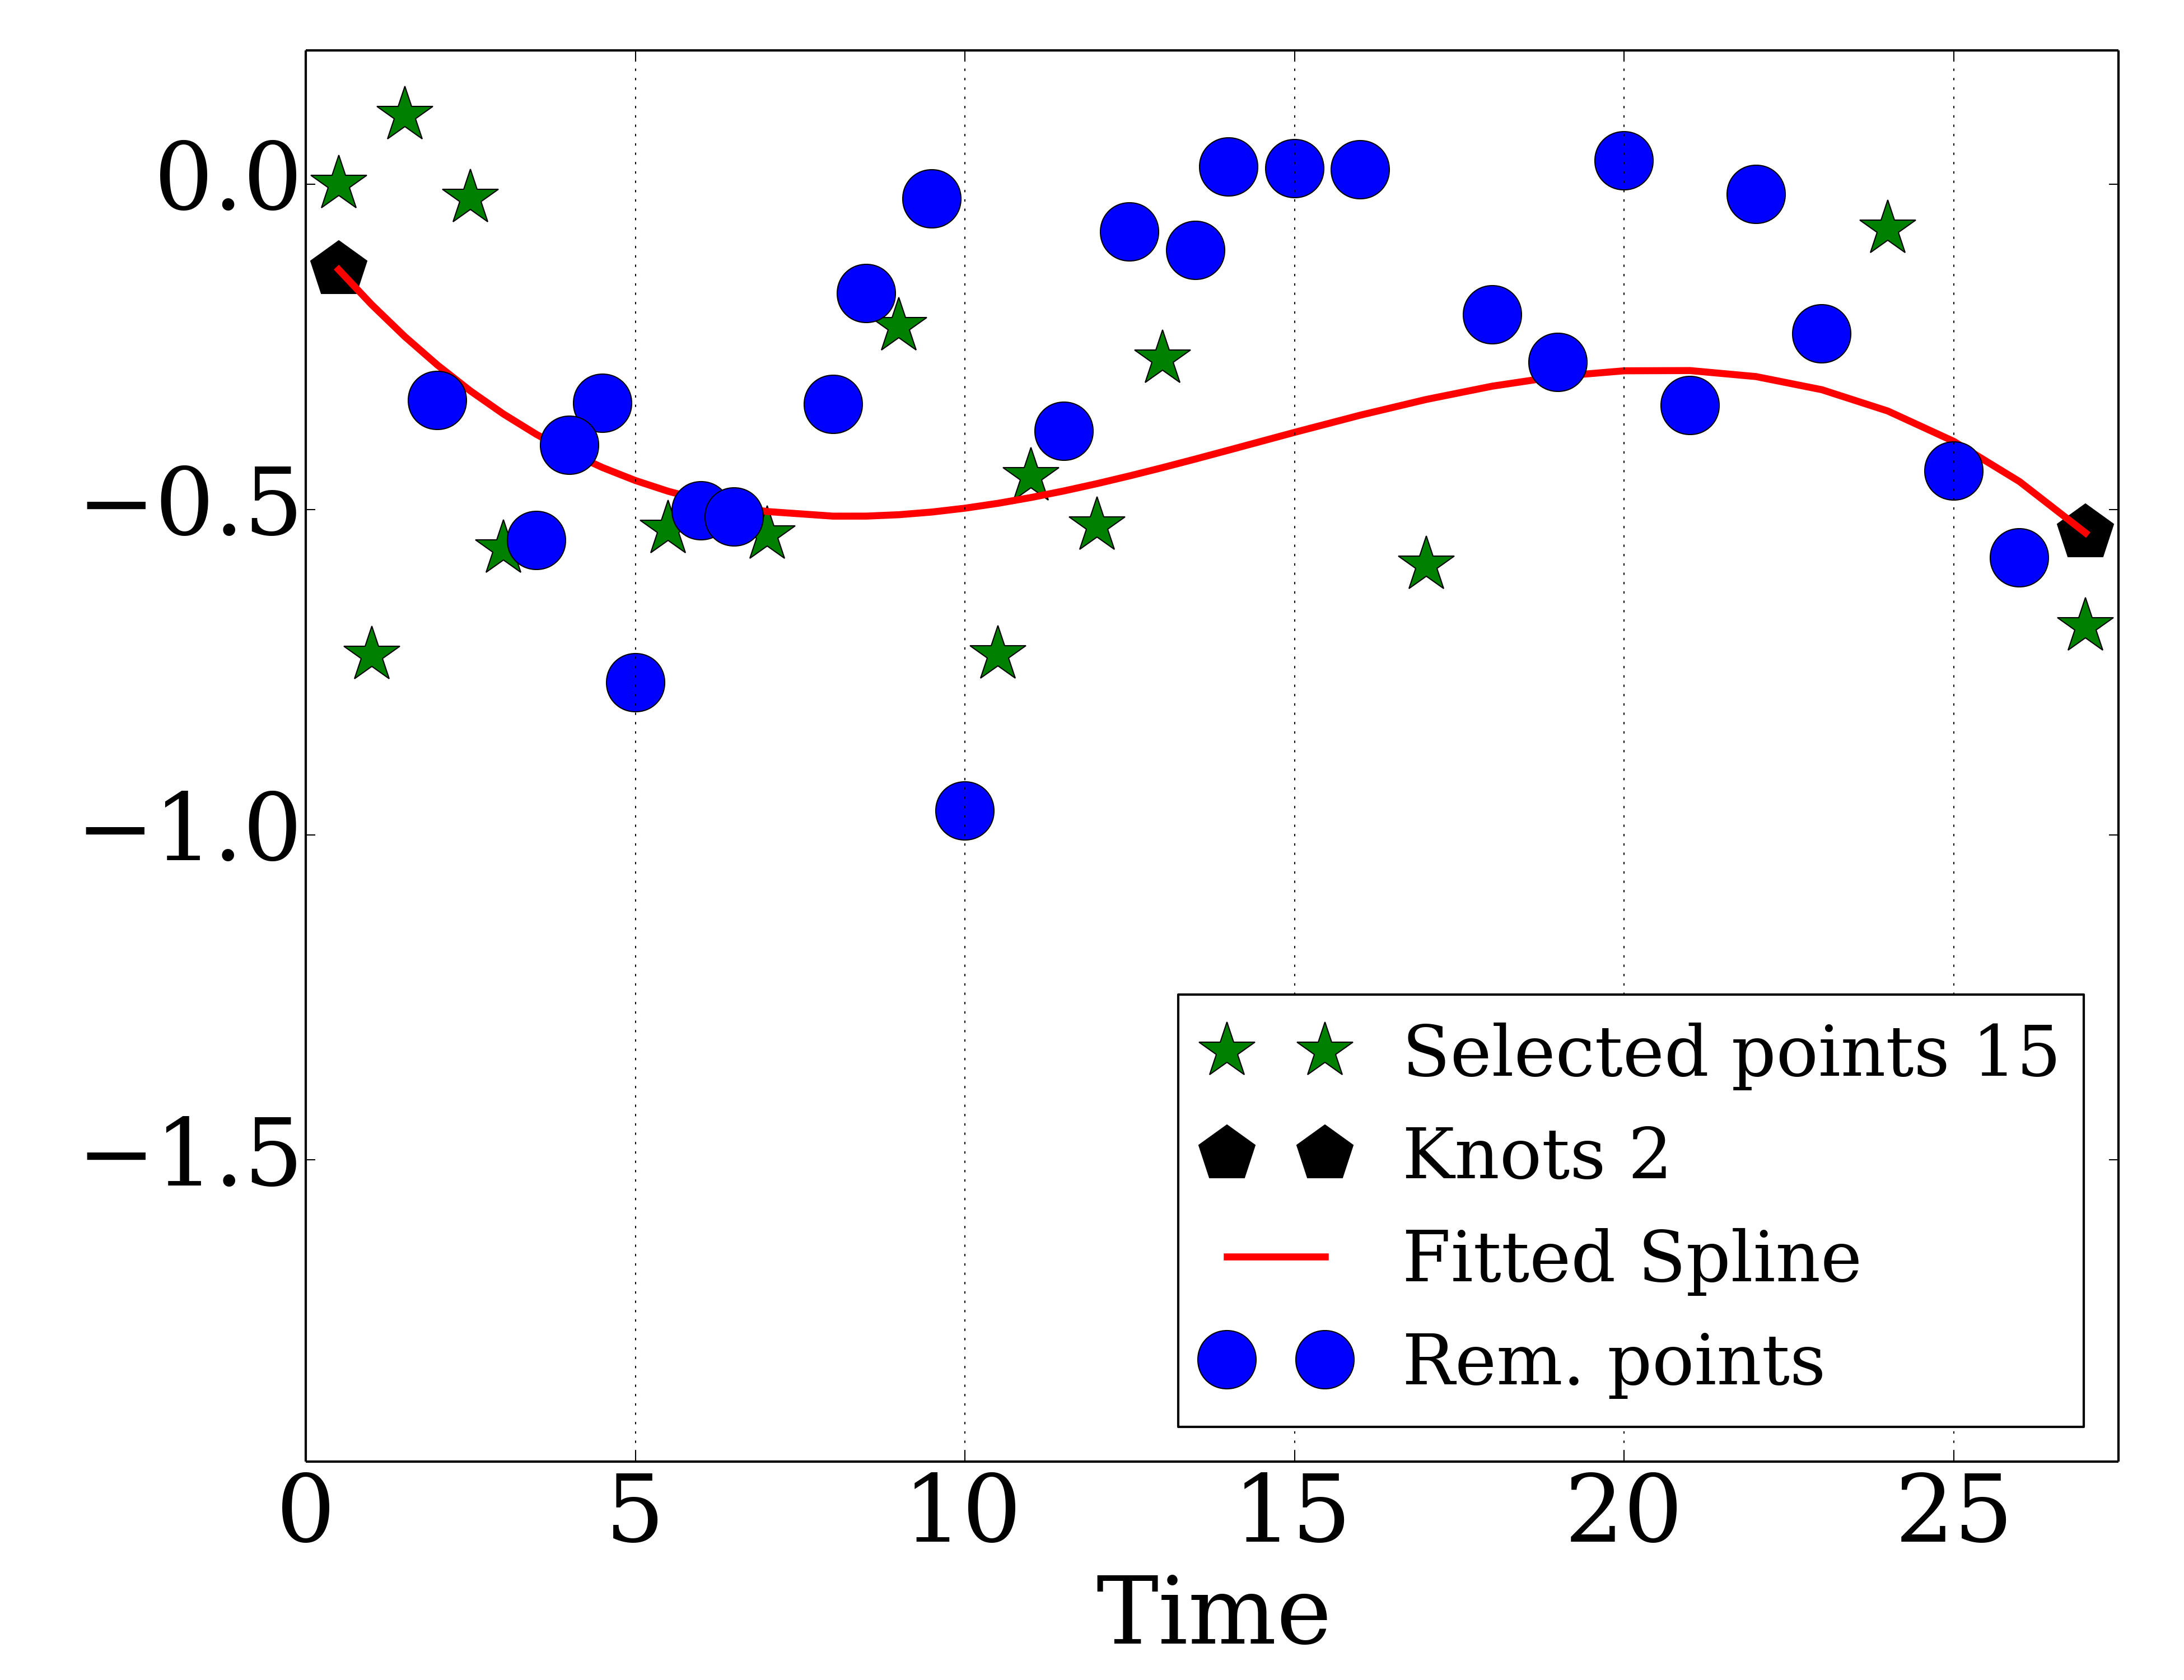 0.0
−0.5
−1.0
−1.5
Selected points 15
Knots 2
Fitted Spline
Rem. points
0 5 10 15 20 25
Time